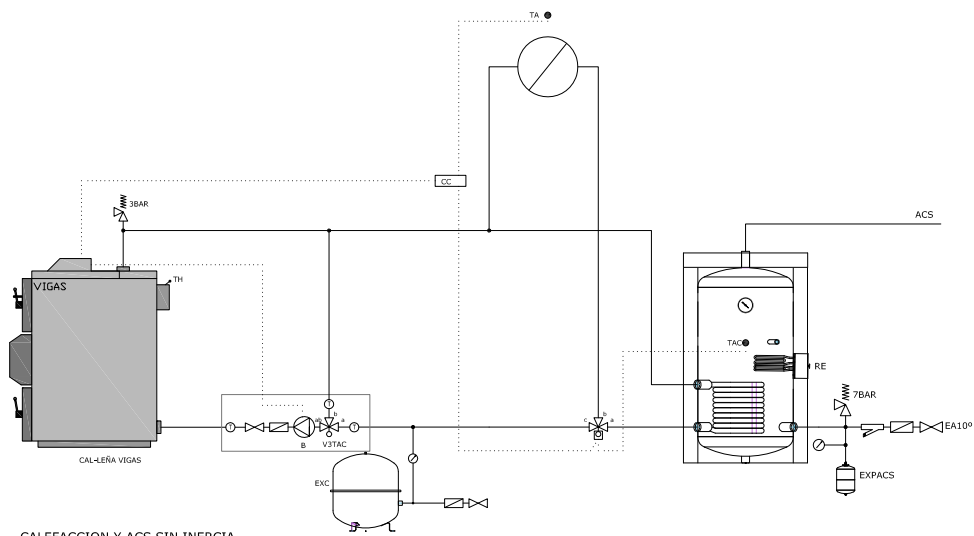 TA
CC
3BAR
ACS
VIGAS
TH
TAC
RE
7BAR
T
b
ab
a
T
T
B
V3TAC
c
b
a
EA10º
CAL-LEÑA VIGAS
EXC
EXPACS
CALEFACCION Y ACS SIN INERCIA